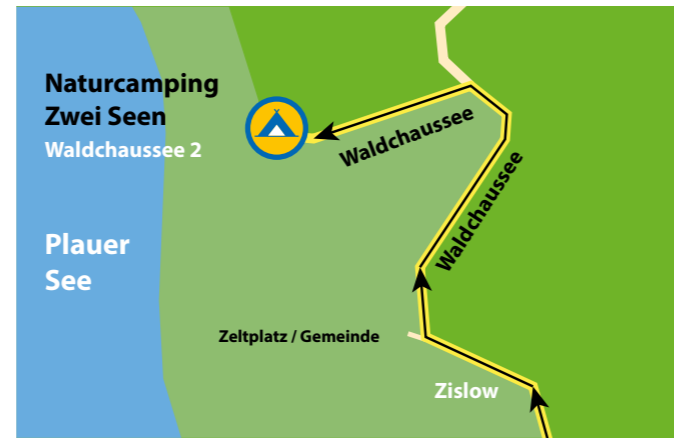 Naturcamping
Zwei Seen
Waldchaussee 2
Waldchaussee
Waldchaussee
Plauer
See
Zeltplatz / Gemeinde
Zislow